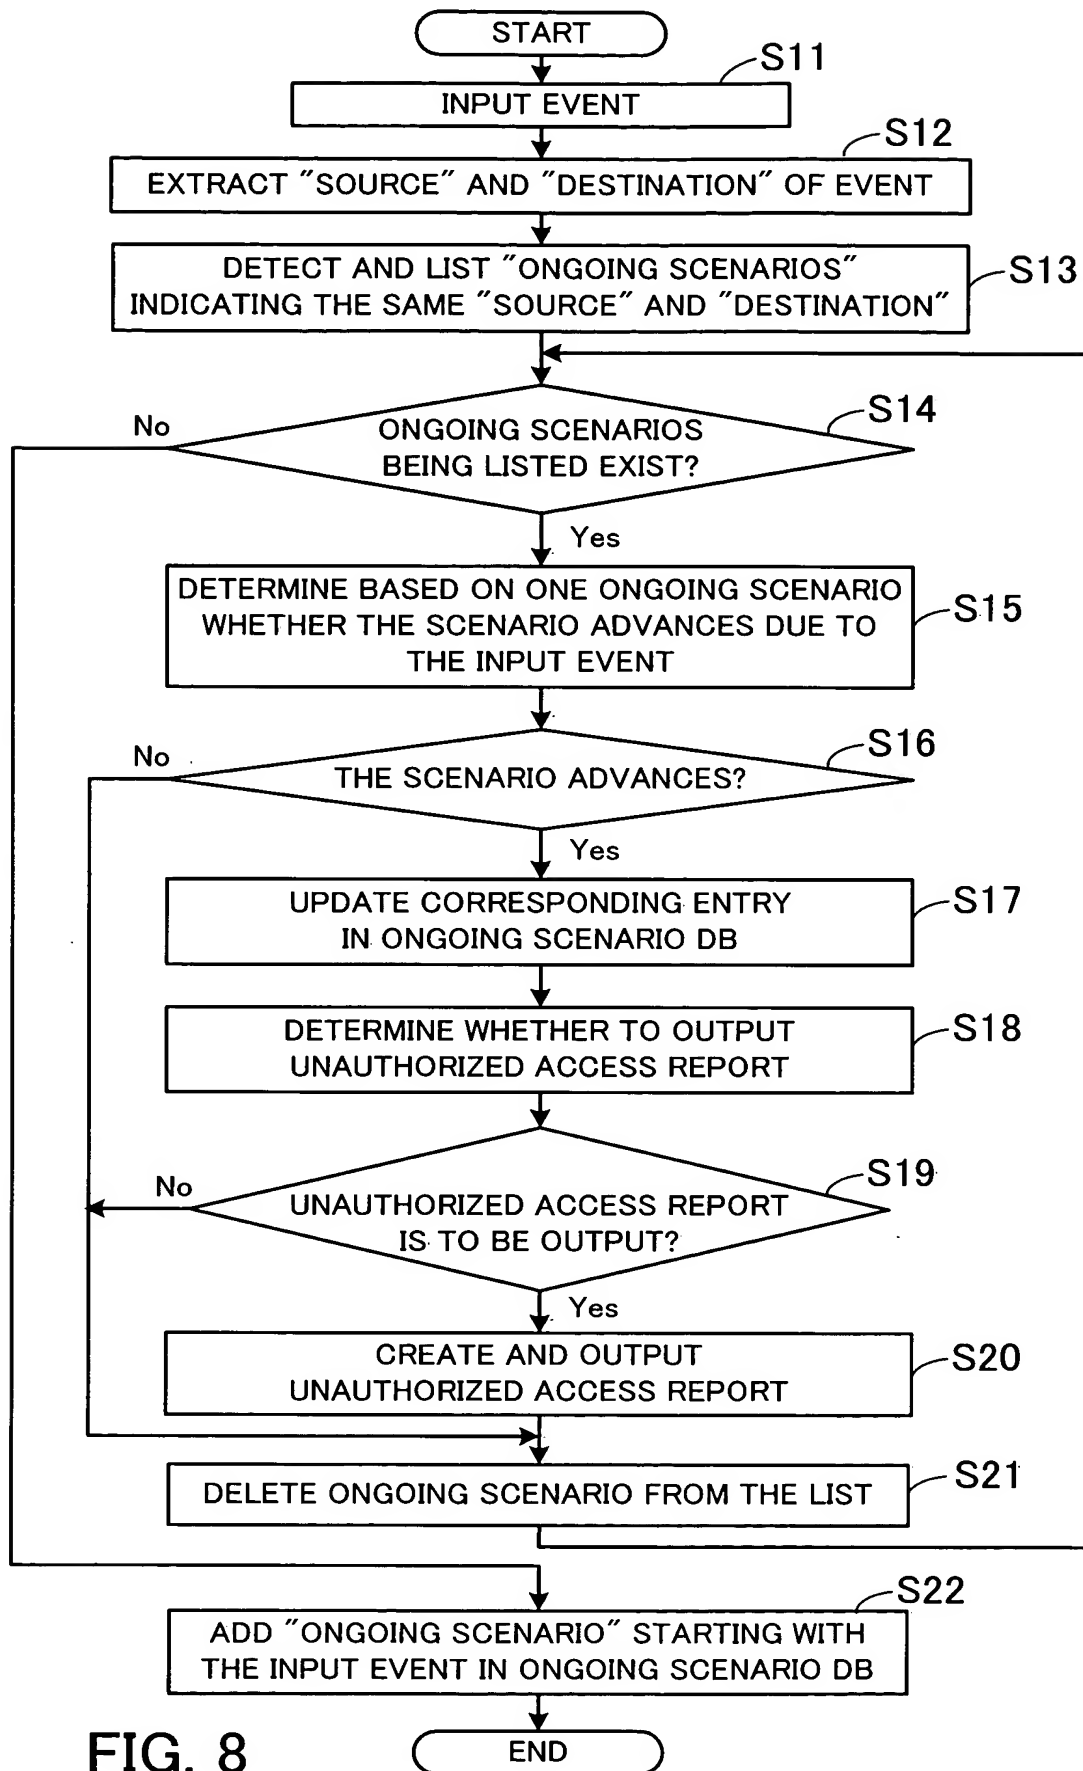 START
S11
INPUT EVENT
S12
EXTRACT "SOURCE" AND "DESTINATION" OF EVENT
S13
DETECT AND LIST "ONGOING SCENARIOS"
INDICATING THE SAME "SOURCE" AND "DESTINATION"
S14
No
ONGOING SCENARIOS
BEING LISTED EXIST?
Yes
DETERMINE BASED ON ONE ONGOING SCENARIO
WHETHER THE SCENARIO ADVANCES DUE TO
THE INPUT EVENT
S15
S16
No
THE SCENARIO ADVANCES?
Yes
UPDATE CORRESPONDING ENTRY
IN ONGOING SCENARIO DB
S17
DETERMINE WHETHER TO OUTPUT
UNAUTHORIZED ACCESS REPORT
S18
S19
No
UNAUTHORIZED ACCESS REPORT
IS TO BE OUTPUT?
Yes
CREATE AND OUTPUT
UNAUTHORIZED ACCESS REPORT
S20
DELETE ONGOING SCENARIO FROM THE LIST
S21
S22
ADD "ONGOING SCENARIO" STARTING WITH
THE INPUT EVENT IN ONGOING SCENARIO DB
END
FIG. 8